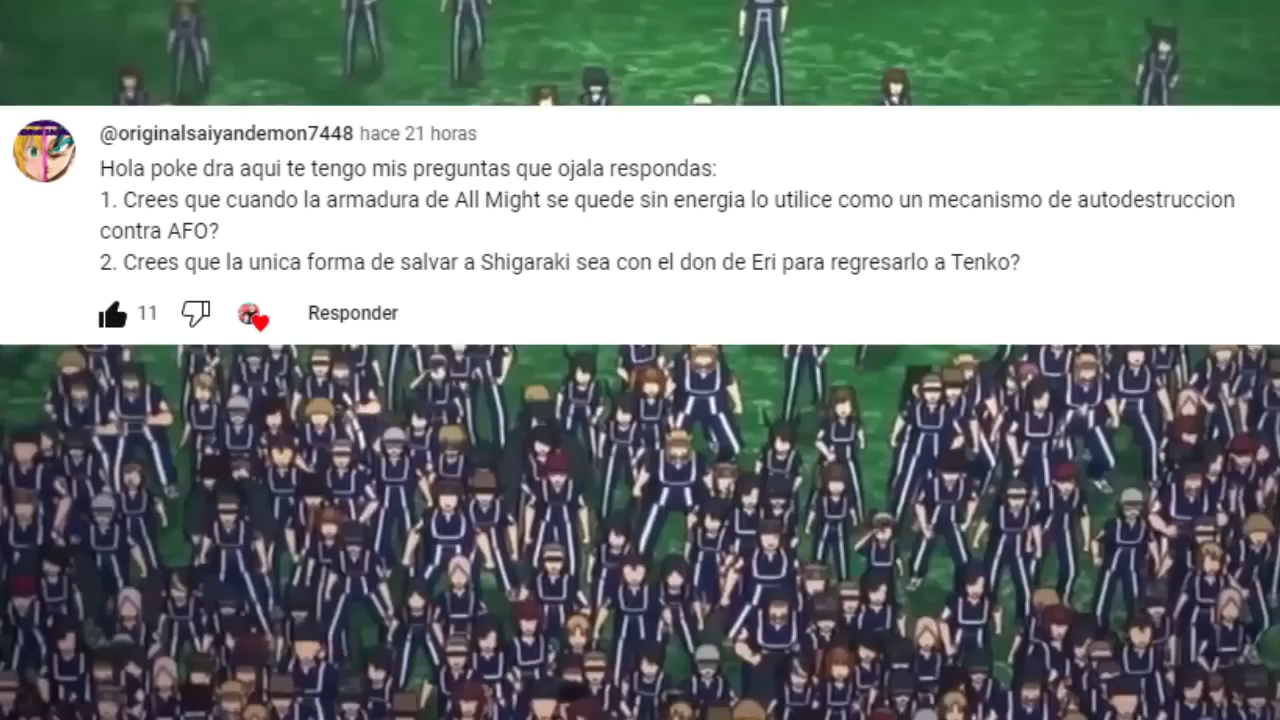 @originalsaiyandemon7448 hace 21 horas
Hola poke dra aqui te tengo mis preguntas que ojala respondas:
1. Crees que cuando la armadura de All Might se quede sin energia lo utilice como un mecanismo de autodestruccion
contra AFO?
2. Crees que la unica forma de salvar a Shigaraki sea con el don de Eri para regresarlo a Tenko?
11 Responder